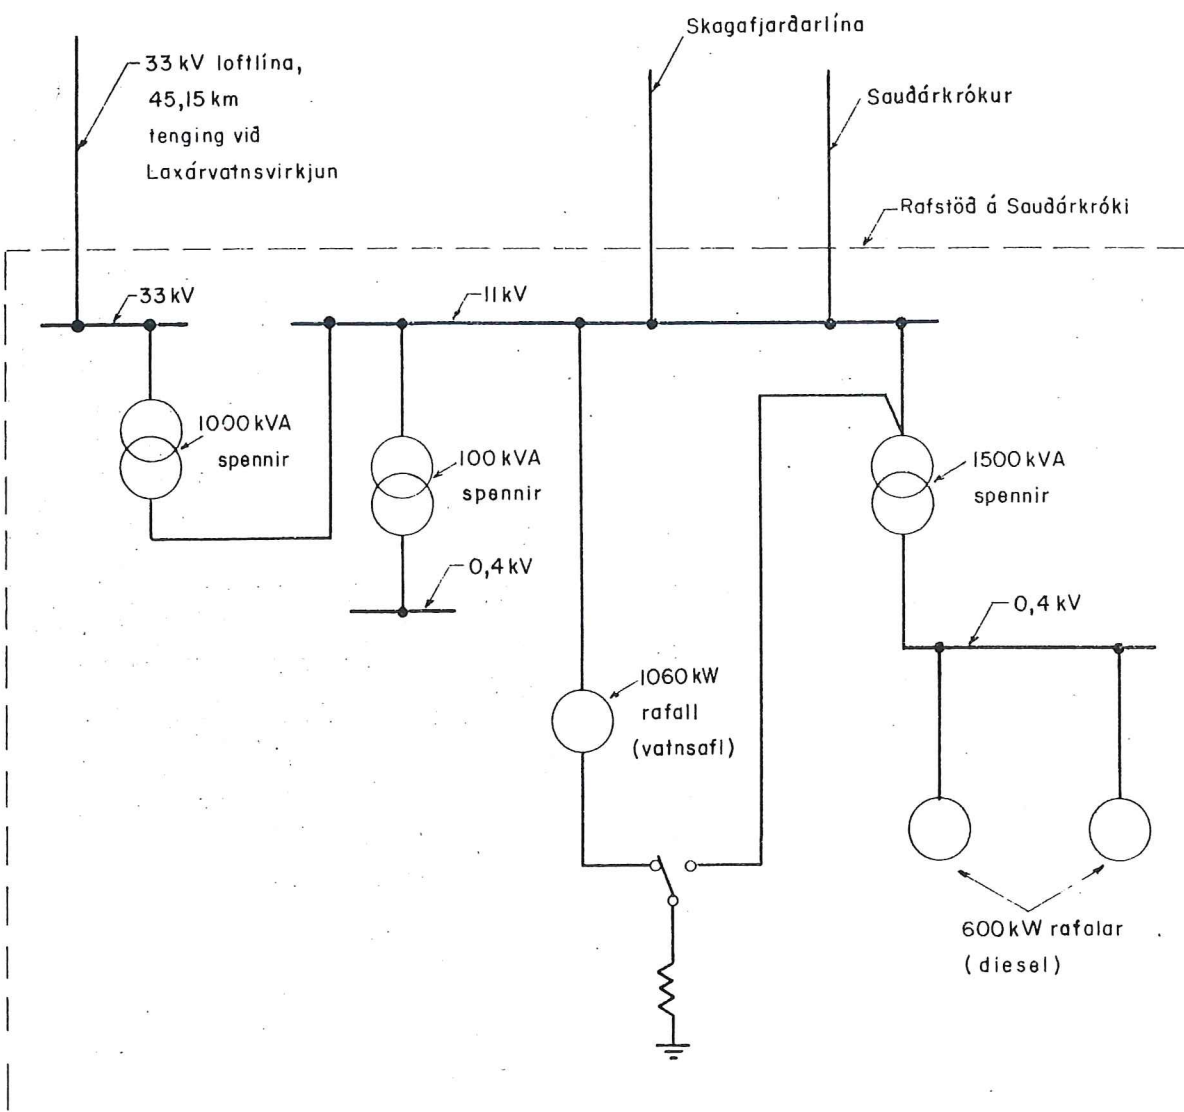 Skagafjarðarlína
33 kV loftlína,
45,15 km
tenging við
Laxárvatnsvirkjun
Sauðárkrókur
Rafstöð á Sauðárkróki
33 kV
11 kV
1000 kVA
spennir
100 kVA
spennir
1500 kVA
spennir
0,4 kV
0,4 kV
1060 kW
rafall
(vatnsafl)
600 kW rafalar
(diesel)